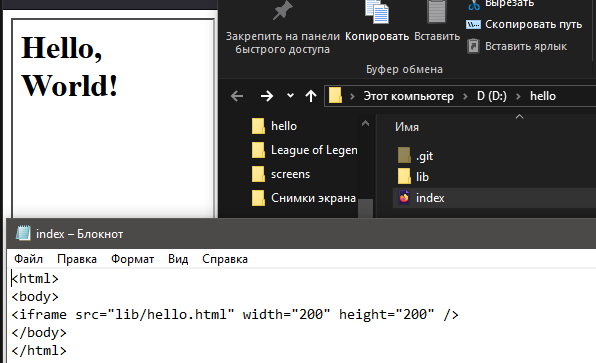 Вырезать
Скопировать путь
Закрепить на панели
быстрого доступа
Копировать
Вставить
Вставить ярлык
Буфер обмена
Hello,
World!
Этот компьютер > D (D:) > hello
Имя
hello
League of Legen
screens
Снимки экрана
.git
lib
index
index – Блокнот
Файл Правка Формат Вид Справка
<html>
<body>
<iframe src="lib/hello.html" width="200" height="200" />
</body>
</html>